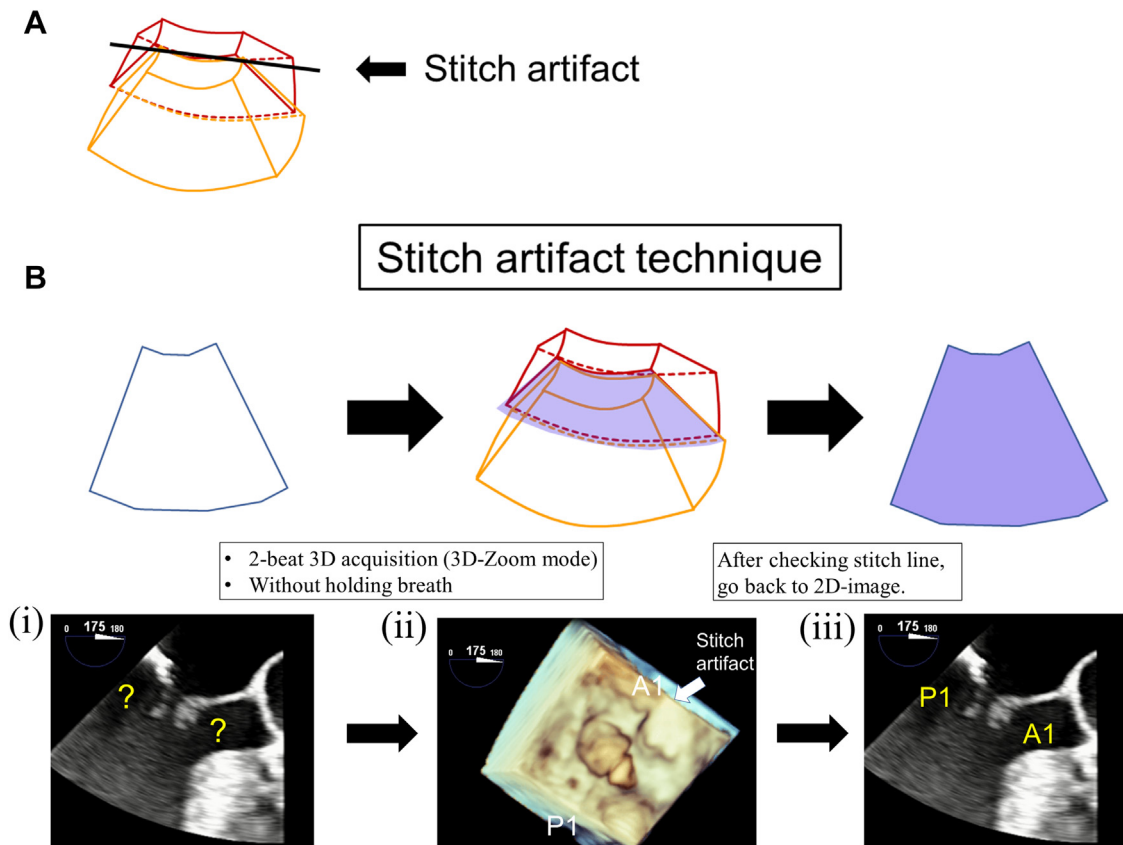 A
Stitch artifact
Stitch artifact technique
B
• 2-beat 3D acquisition (3D-Zoom mode)
• Without holding breath
After checking stitch line,
go back to 2D-image.
(i)
0 175 180
?
?
(ii)
0 175 180
Stitch
artifact
A1
P1
(iii)
0 175 180
P1
A1